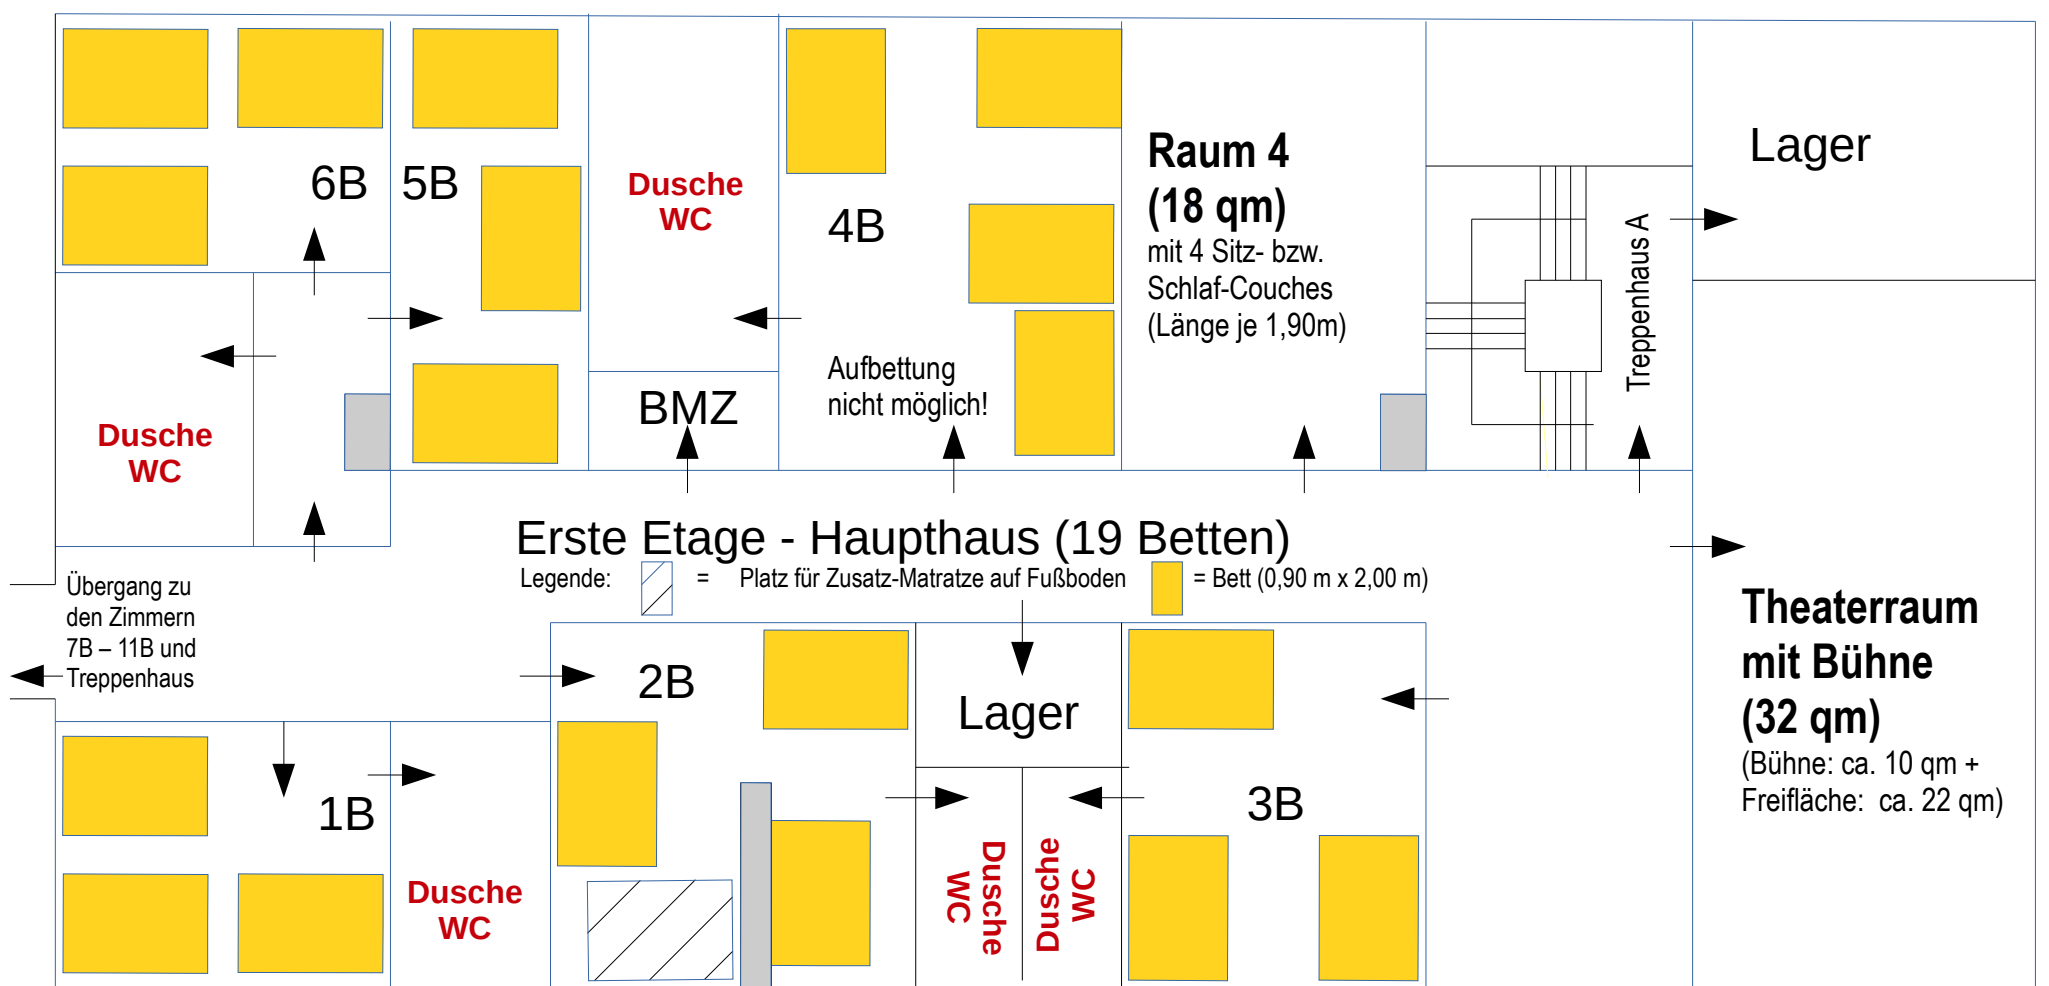 6B
5B
Dusche
WC
4B
Raum 4
(18 qm)
mit 4 Sitz- bzw.
Schlaf-Couches
(Länge je 1,90m)
Treppenhaus A
Lager
Aufbettung
nicht möglich!
BMZ
Dusche
WC
Erste Etage - Haupthaus (19 Betten)
Legende: = Platz für Zusatz-Matratze auf Fußboden = Bett (0,90 m x 2,00 m)
Übergang zu
den Zimmern
7B – 11B und
Treppenhaus
2B
Lager
Theaterraum
mit Bühne
(32 qm)
(Bühne: ca. 10 qm +
Freifläche: ca. 22 qm)
1B
Dusche
WC
Dusche
WC
Dusche
WC
3B